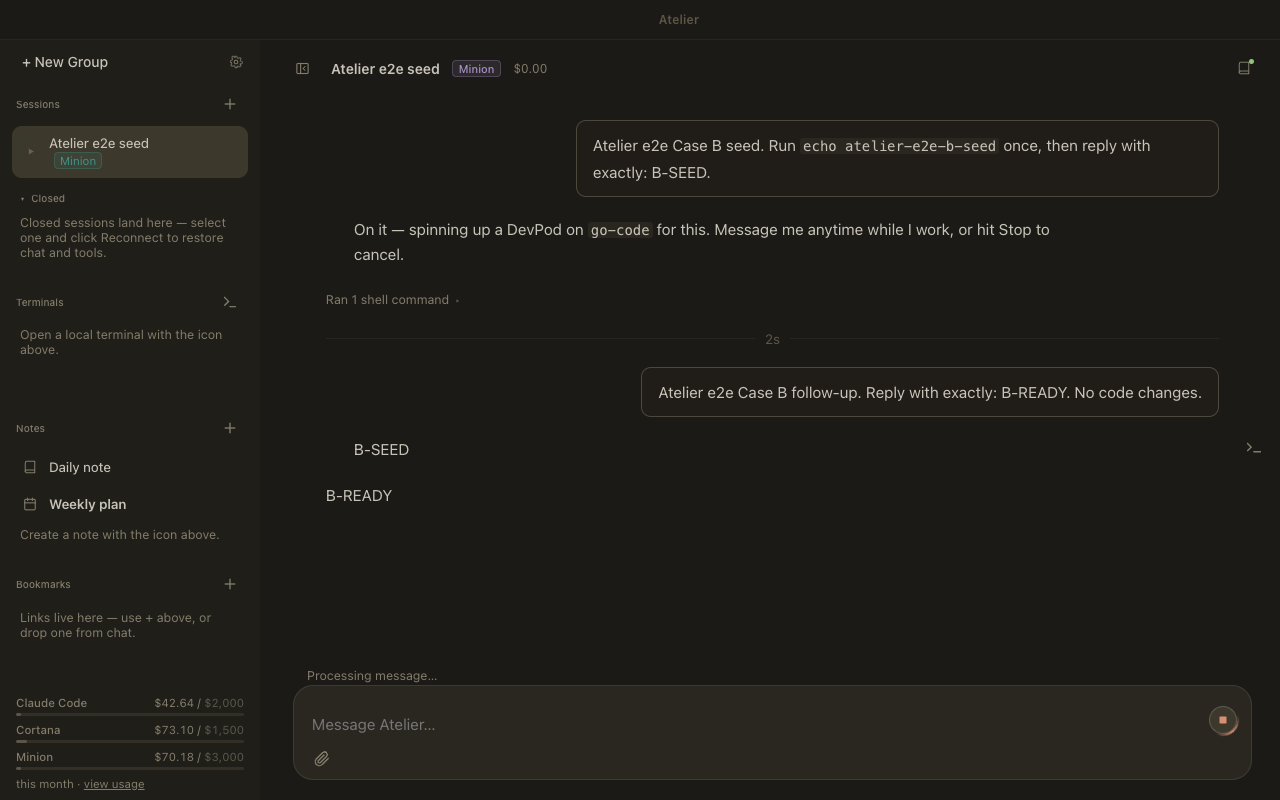 Atelier
+ New Group
Sessions
Atelier e2e seed
Minion
Closed
Closed sessions land here — select
one and click Reconnect to restore
chat and tools.
Terminals
Open a local terminal with the icon
above.
Notes
Daily note
Weekly plan
Create a note with the icon above.
Bookmarks
Links live here — use + above, or
drop one from chat.
Claude Code $42.64 / $2,000
Cortana $73.10 / $1,500
Minion $70.18 / $3,000
this month · view usage
Atelier e2e seed Minion $0.00
Atelier e2e Case B seed. Run echo atelier-e2e-b-seed once, then reply with
exactly: B-SEED.
On it — spinning up a DevPod on go-code for this. Message me anytime while I work, or hit Stop to
cancel.
Ran 1 shell command
2s
Atelier e2e Case B follow-up. Reply with exactly: B-READY. No code changes.
B-SEED
B-READY
Processing message...
Message Atelier...